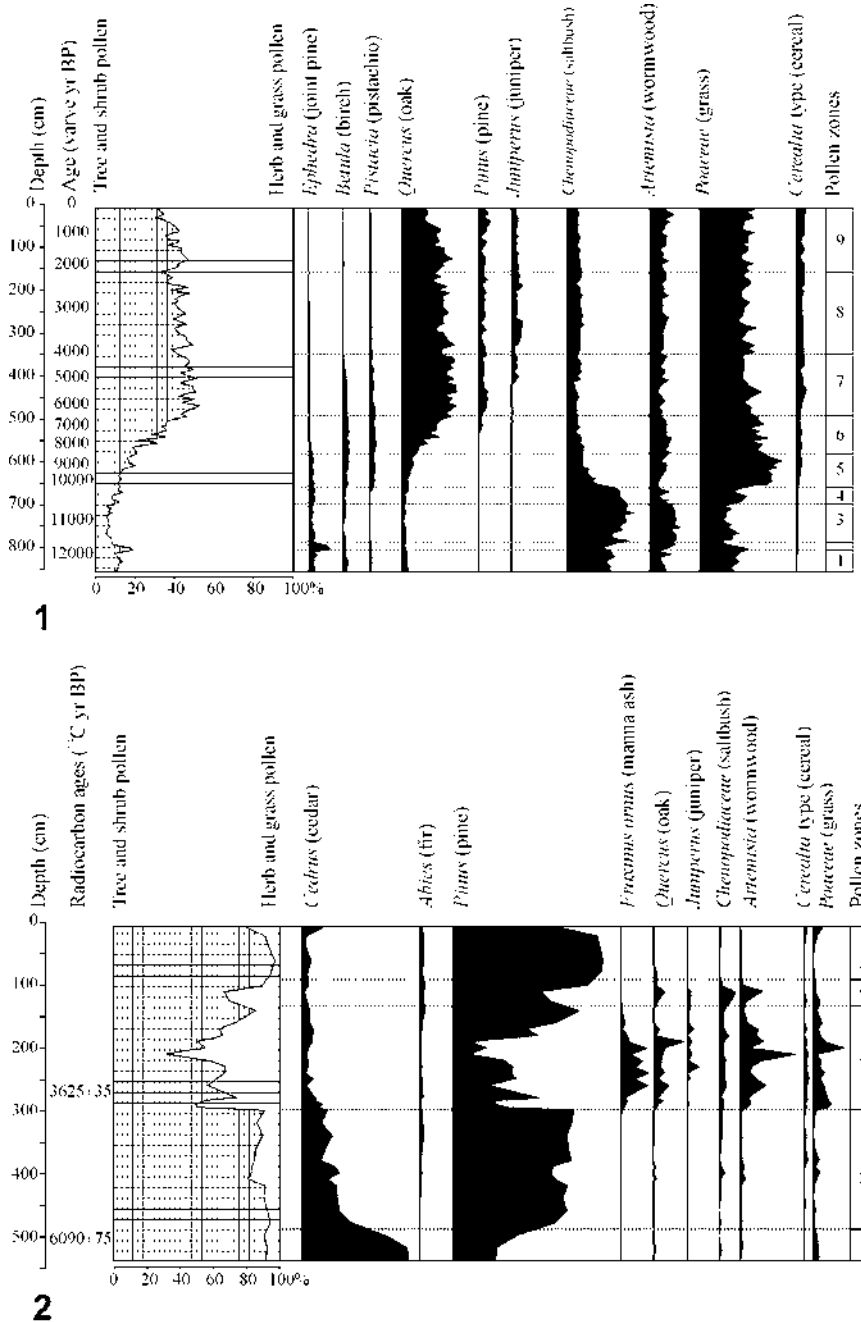 Depth (cm)
Age (varve yr BP)
Tree and shrub pollen
Herb and grass pollen
Ephedra (joint pine)
Betula (birch)
Pistacia (pistachio)
Quercus (oak)
Pinus (pine)
Juniperus (juniper)
Chenopodiaceae (saltbush)
Artemisia (wormwood)
Poaceae (grass)
Cerealia type (cereal)
Pollen zones
0
100
200
300
400
500
600
700
800
0
1000
2000
3000
4000
5000
6000
7000
8000
9000
10000
11000
12000
9
8
7
6
5
4
3
1
0 20 40 60 80 100%
1
Depth (cm)
Radiocarbon ages (14C yr BP)
Tree and shrub pollen
Herb and grass pollen
Cedrus (cedar)
Abies (fir)
Pinus (pine)
Fraxinus ornus (manna ash)
Quercus (oak)
Juniperus (juniper)
Chenopodiaceae (saltbush)
Artemisia (wormwood)
Cerealia type (cereal)
Poaceae (grass)
Pollen zones
0
100
200
300
400
500
3625±35
6090±75
0 20 40 60 80 100%
2